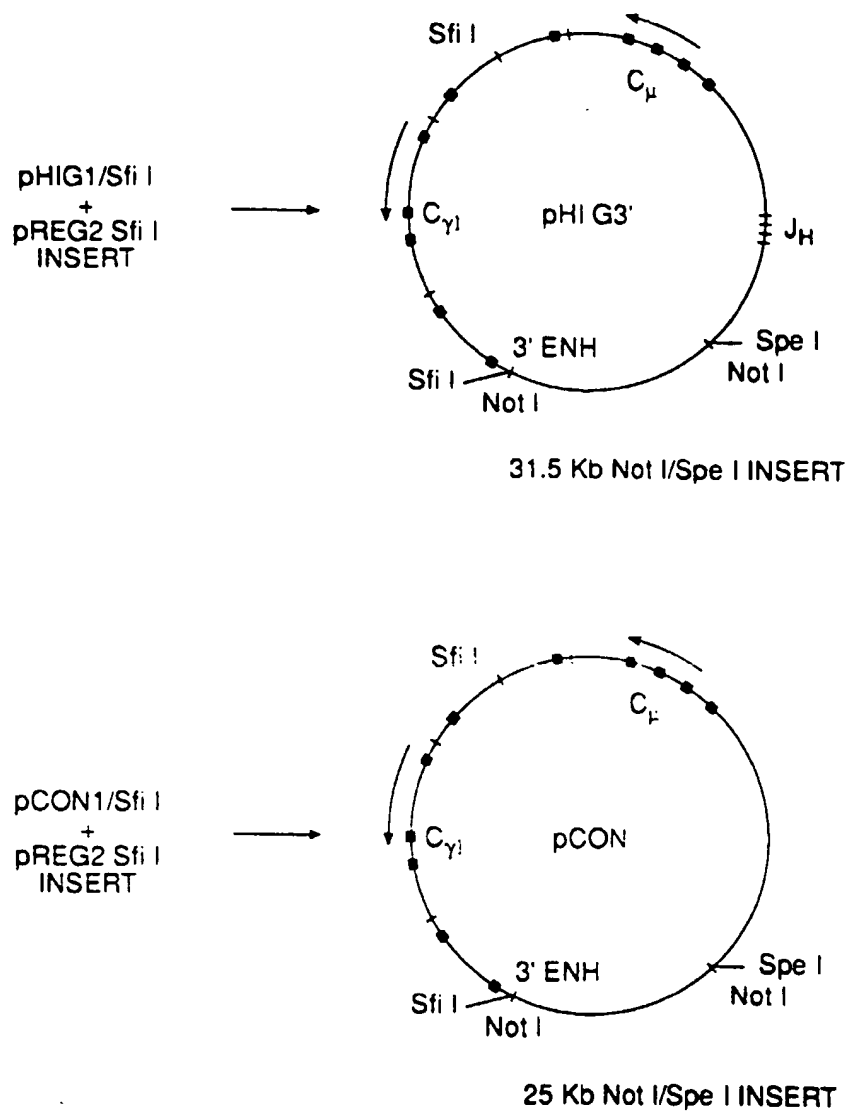 Sfi I
Cμ
pHIG1/Sfi I
+
pREG2 Sfi I
INSERT
Cγ1
pHI G3'
JH
3' ENH
Spe I
Sfi I
Not I
Not I
31.5 Kb Not I/Spe I INSERT
Sfi I
Cμ
pCON1/Sfi I
+
pREG2 Sfi I
INSERT
Cγ1
pCON
3' ENH
Spe I
Sfi I
Not I
Not I
25 Kb Not I/Spe I INSERT